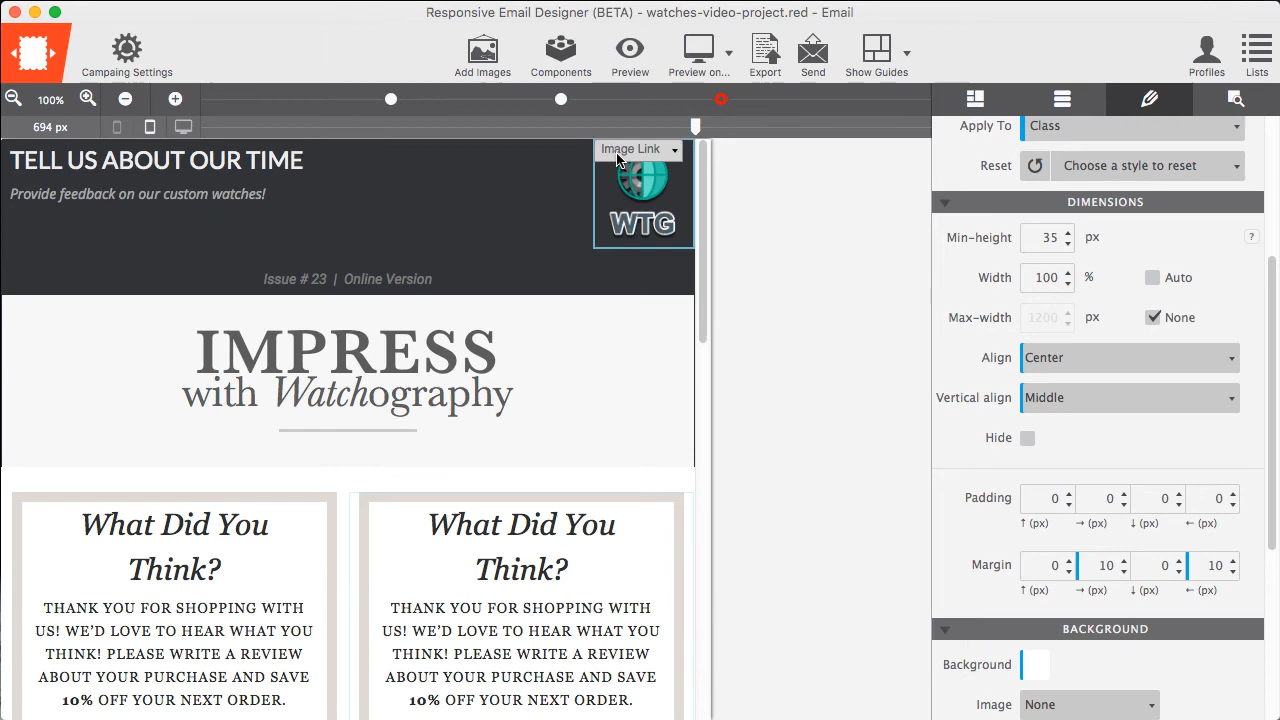 Responsive Email Designer (BETA) - watches-video-project.red - Email
Campaing Settings
Add Images
Components
Preview
Preview on...
Export
Send
Show Guides
Profiles
Lists
100%
694 px
TELL US ABOUT OUR TIME
Provide feedback on our custom watches!
Image Link
WTG
Issue # 23 | Online Version
IMPRESS
with Watchography
What Did You
Think?
THANK YOU FOR SHOPPING WITH
US! WE'D LOVE TO HEAR WHAT YOU
THINK! PLEASE WRITE A REVIEW
ABOUT YOUR PURCHASE AND SAVE
10% OFF YOUR NEXT ORDER.
What Did You
Think?
THANK YOU FOR SHOPPING WITH
US! WE'D LOVE TO HEAR WHAT YOU
THINK! PLEASE WRITE A REVIEW
ABOUT YOUR PURCHASE AND SAVE
10% OFF YOUR NEXT ORDER.
Apply To Class
Reset Choose a style to reset
DIMENSIONS
Min-height 35 px ?
Width 100 % Auto
Max-width 1200 px None
Align Center
Vertical align Middle
Hide
Padding 0 0 0 0
↑ (px) → (px) ↓ (px) ← (px)
Margin 0 10 0 10
↑ (px) → (px) ↓ (px) ← (px)
BACKGROUND
Background
Image None